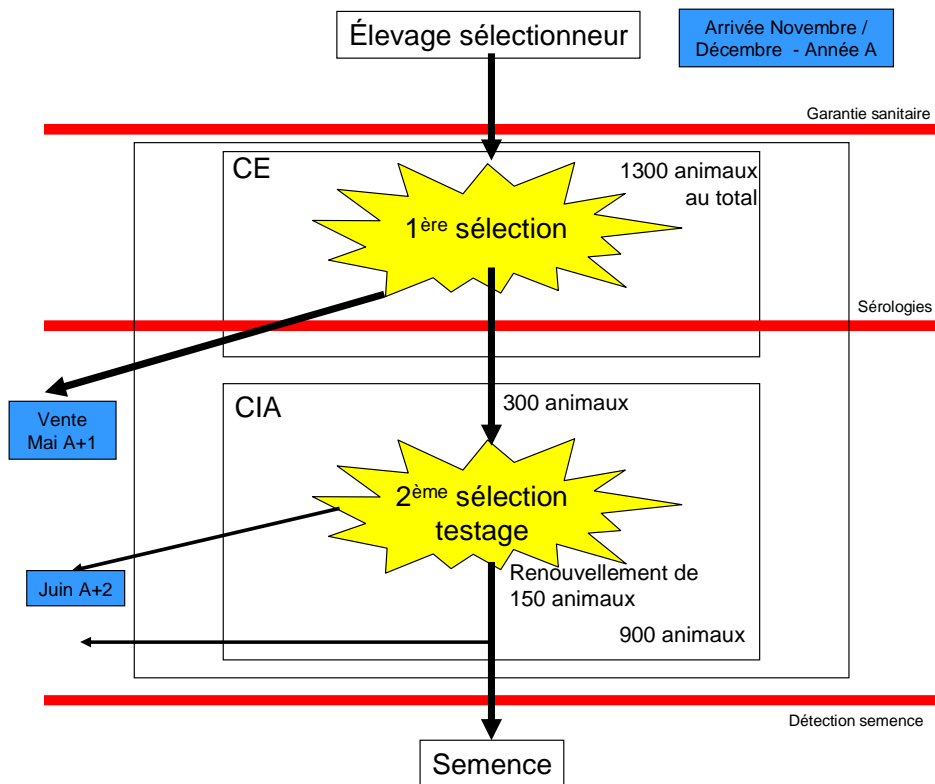 Élevage sélectionneur
Arrivée Novembre /
Décembre - Année A
Garantie sanitaire
CE
1300 animaux
au total
1ère sélection
Sérologies
Vente
Mai A+1
CIA
300 animaux
2ème sélection
testage
Juin A+2
Renouvellement de
150 animaux
900 animaux
Détection semence
Semence